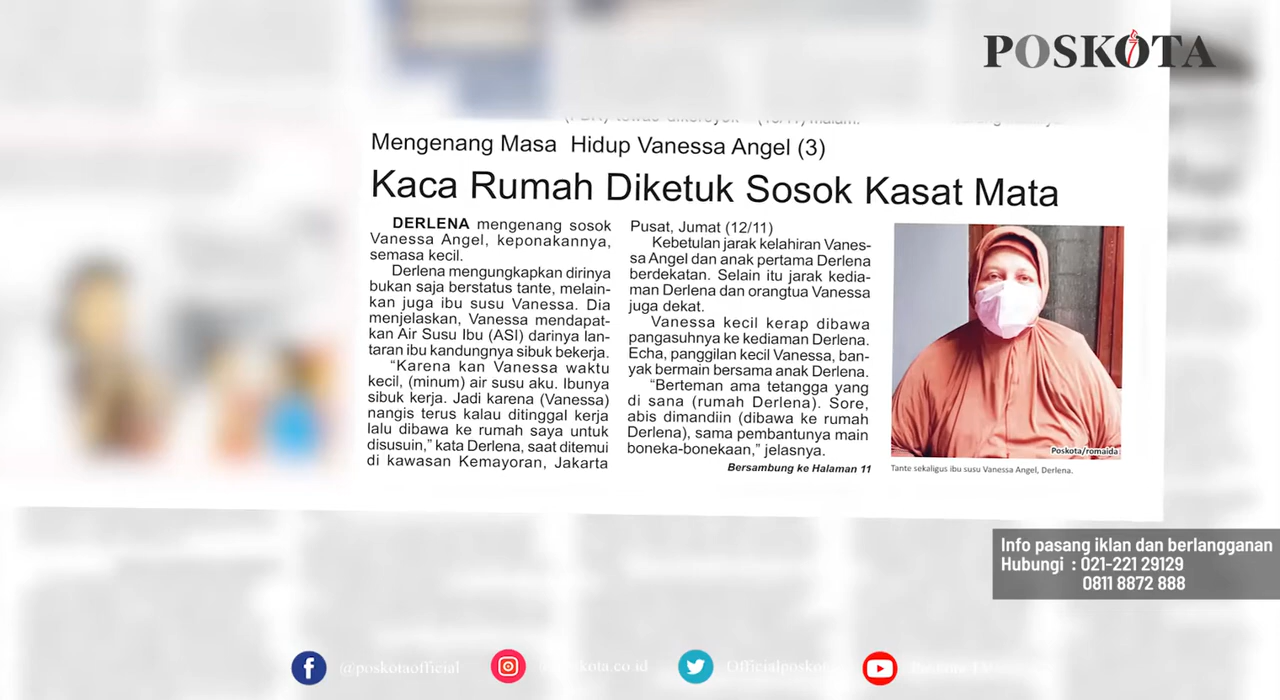 POSKOTA
Mengenang Masa Hidup Vanessa Angel (3)
Kaca Rumah Diketuk Sosok Kasat Mata
DERLENA mengenang sosok
Vanessa Angel, keponakannya,
semasa kecil.
Derlena mengungkapkan dirinya
bukan saja berstatus tante, melain-
kan juga ibu susu Vanessa. Dia
menjelaskan, Vanessa mendapat-
kan Air Susu Ibu (ASI) darinya lan-
taran ibu kandungnya sibuk bekerja.
“Karena kan Vanessa waktu
kecil, (minum) air susu aku. Ibunya
sibuk kerja. Jadi karena (Vanessa)
nangis terus kalau ditinggal kerja
lalu dibawa ke rumah saya untuk
disusuin,” kata Derlena, saat ditemui
di kawasan Kemayoran, Jakarta
Pusat, Jumat (12/11)
Kebetulan jarak kelahiran Vanes-
sa Angel dan anak pertama Derlena
berdekatan. Selain itu jarak kedia-
man Derlena dan orangtua Vanessa
juga dekat.
Vanessa kecil kerap dibawa
pangasuhnya ke kediaman Derlena.
Echa, panggilan kecil Vanessa, ban-
yak bermain bersama anak Derlena.
“Berteman ama tetangga yang
di sana (rumah Derlena). Sore,
abis dimandiin (dibawa ke rumah
Derlena), sama pembantunya main
boneka-bonekaan,” jelasnya.
Bersambung ke Halaman 11
Poskota/romaida
Tante sekaligus ibu susu Vanessa Angel, Derlena.
Info pasang iklan dan berlangganan
Hubungi : 021-221 29129
0811 8872 888
@poskotaofficial